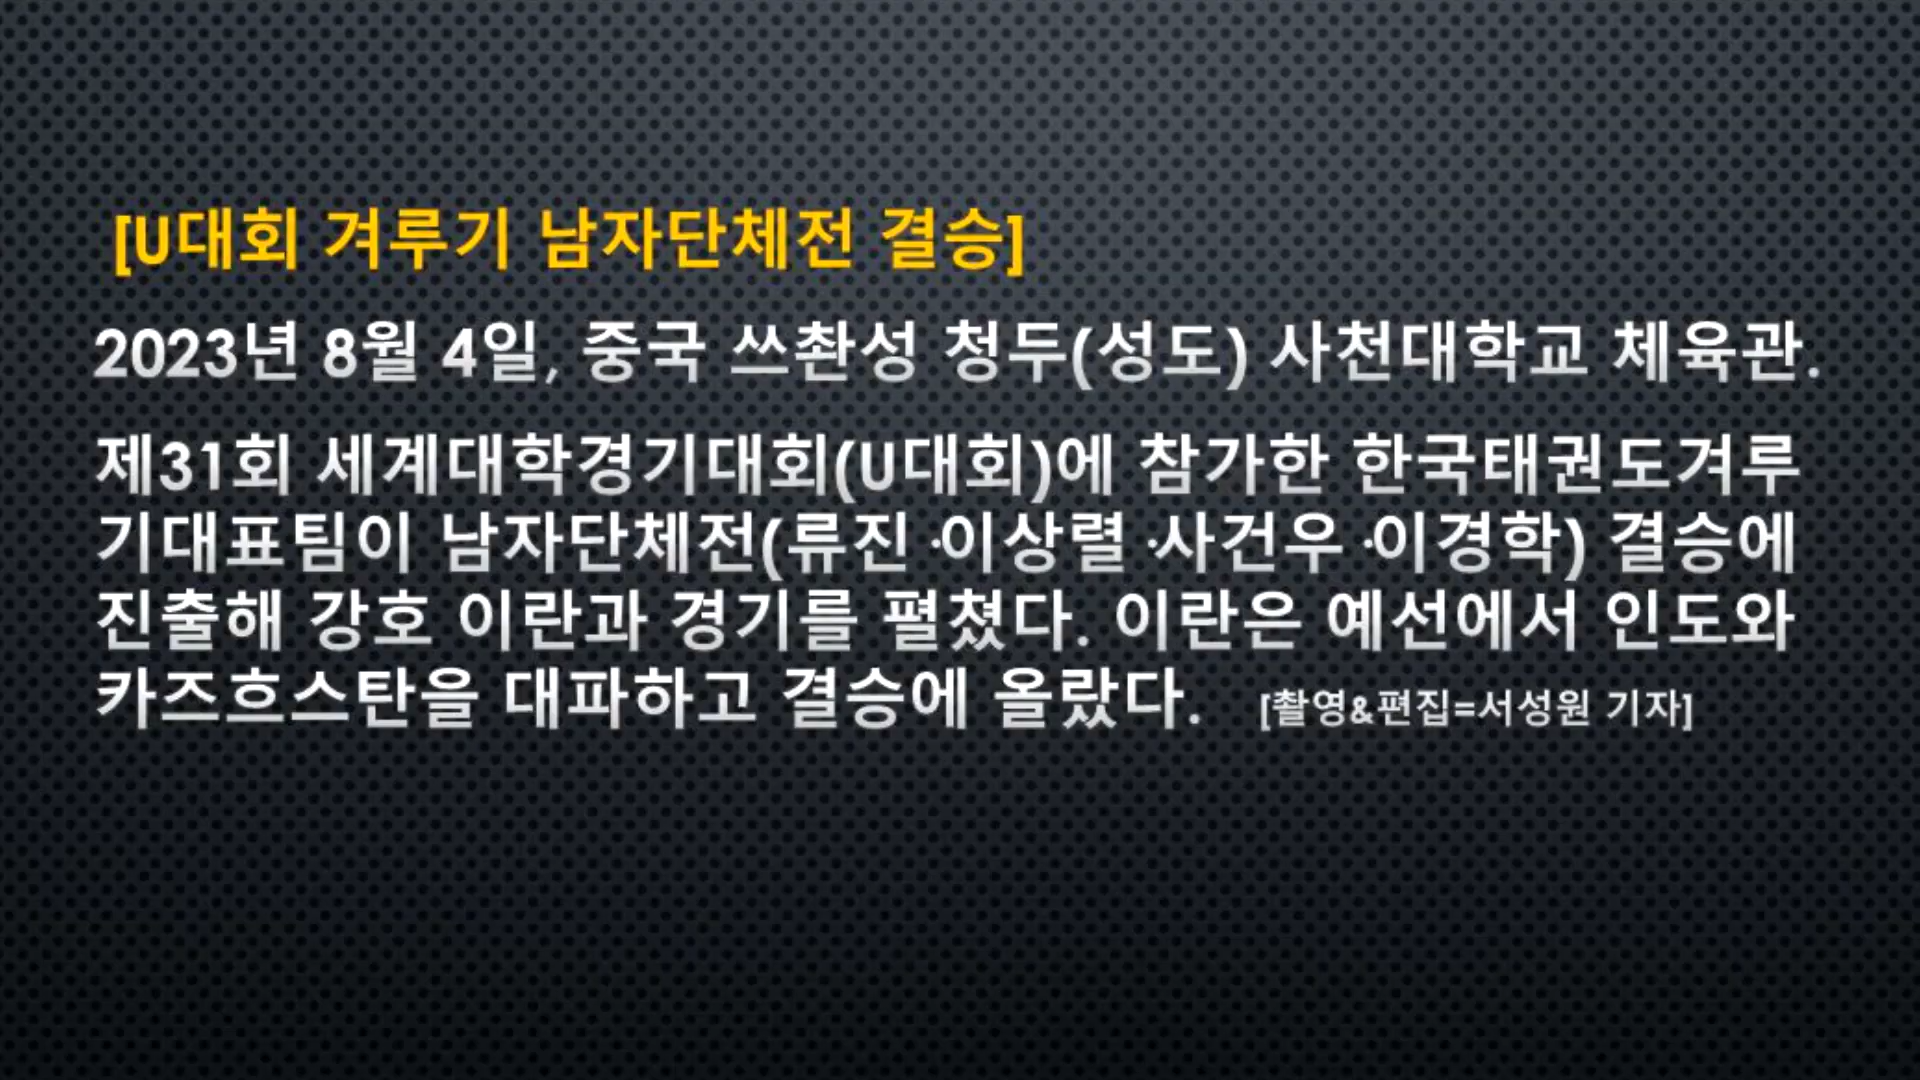 [U대회 겨루기 남자단체전 결승]
2023년 8월 4일, 중국 쓰촨성 청두(성도) 사천대학교 체육관.
제31회 세계대학경기대회(U대회)에 참가한 한국태권도겨루
기대표팀이 남자단체전(류진·이상렬·사건우·이경학) 결승에
진출해 강호 이란과 경기를 펼쳤다. 이란은 예선에서 인도와
카즈흐스탄을 대파하고 결승에 올랐다. [촬영&편집=서성원 기자]